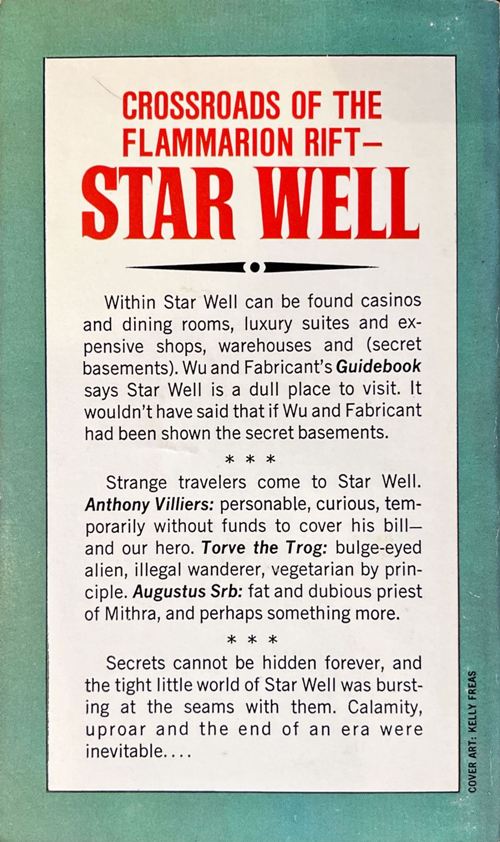 CROSSROADS OF THE
FLAMMARION RIFT—
STAR WELL
Within Star Well can be found casinos
and dining rooms, luxury suites and ex-
pensive shops, warehouses and (secret
basements). Wu and Fabricant's Guidebook
says Star Well is a dull place to visit. It
wouldn't have said that if Wu and Fabricant
had been shown the secret basements.
* * *
Strange travelers come to Star Well.
Anthony Villiers: personable, curious, tem-
porarily without funds to cover his bill—
and our hero. Torve the Trog: bulge-eyed
alien, illegal wanderer, vegetarian by prin-
ciple. Augustus Srb: fat and dubious priest
of Mithra, and perhaps something more.
* * *
Secrets cannot be hidden forever, and
the tight little world of Star Well was burst-
ing at the seams with them. Calamity,
uproar and the end of an era were
inevitable....
COVER ART: KELLY FREAS